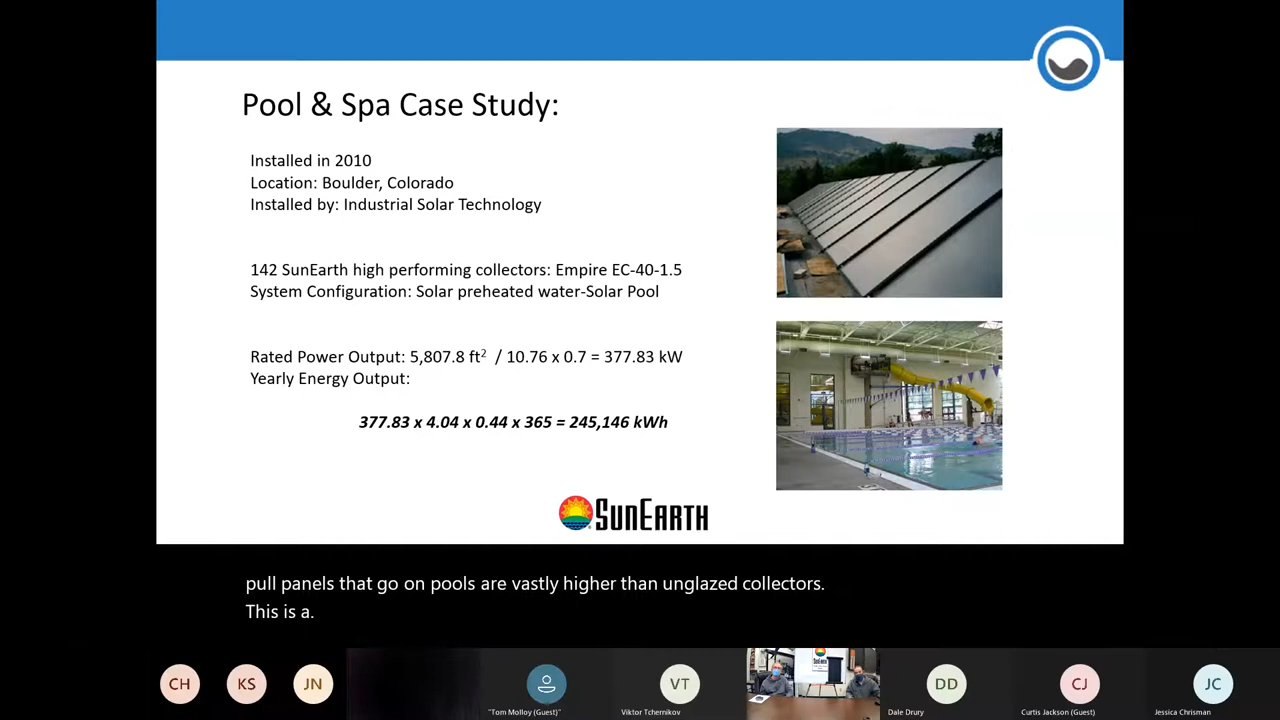 Pool & Spa Case Study:
Installed in 2010
Location: Boulder, Colorado
Installed by: Industrial Solar Technology
142 SunEarth high performing collectors: Empire EC-40-1.5
System Configuration: Solar preheated water-Solar Pool
Rated Power Output: 5,807.8 ft² / 10.76 x 0.7 = 377.83 kW
Yearly Energy Output:
377.83 x 4.04 x 0.44 x 365 = 245,146 kWh
SUNEARTH
pull panels that go on pools are vastly higher than unglazed collectors.
This is a.
CH
KS
JN
"Tom Molloy (Guest)"
VT
Viktor Tchernikov
SUNEARTH
DD
Dale Drury
CJ
Curtis Jackson (Guest)
JC
Jessica Chrisman